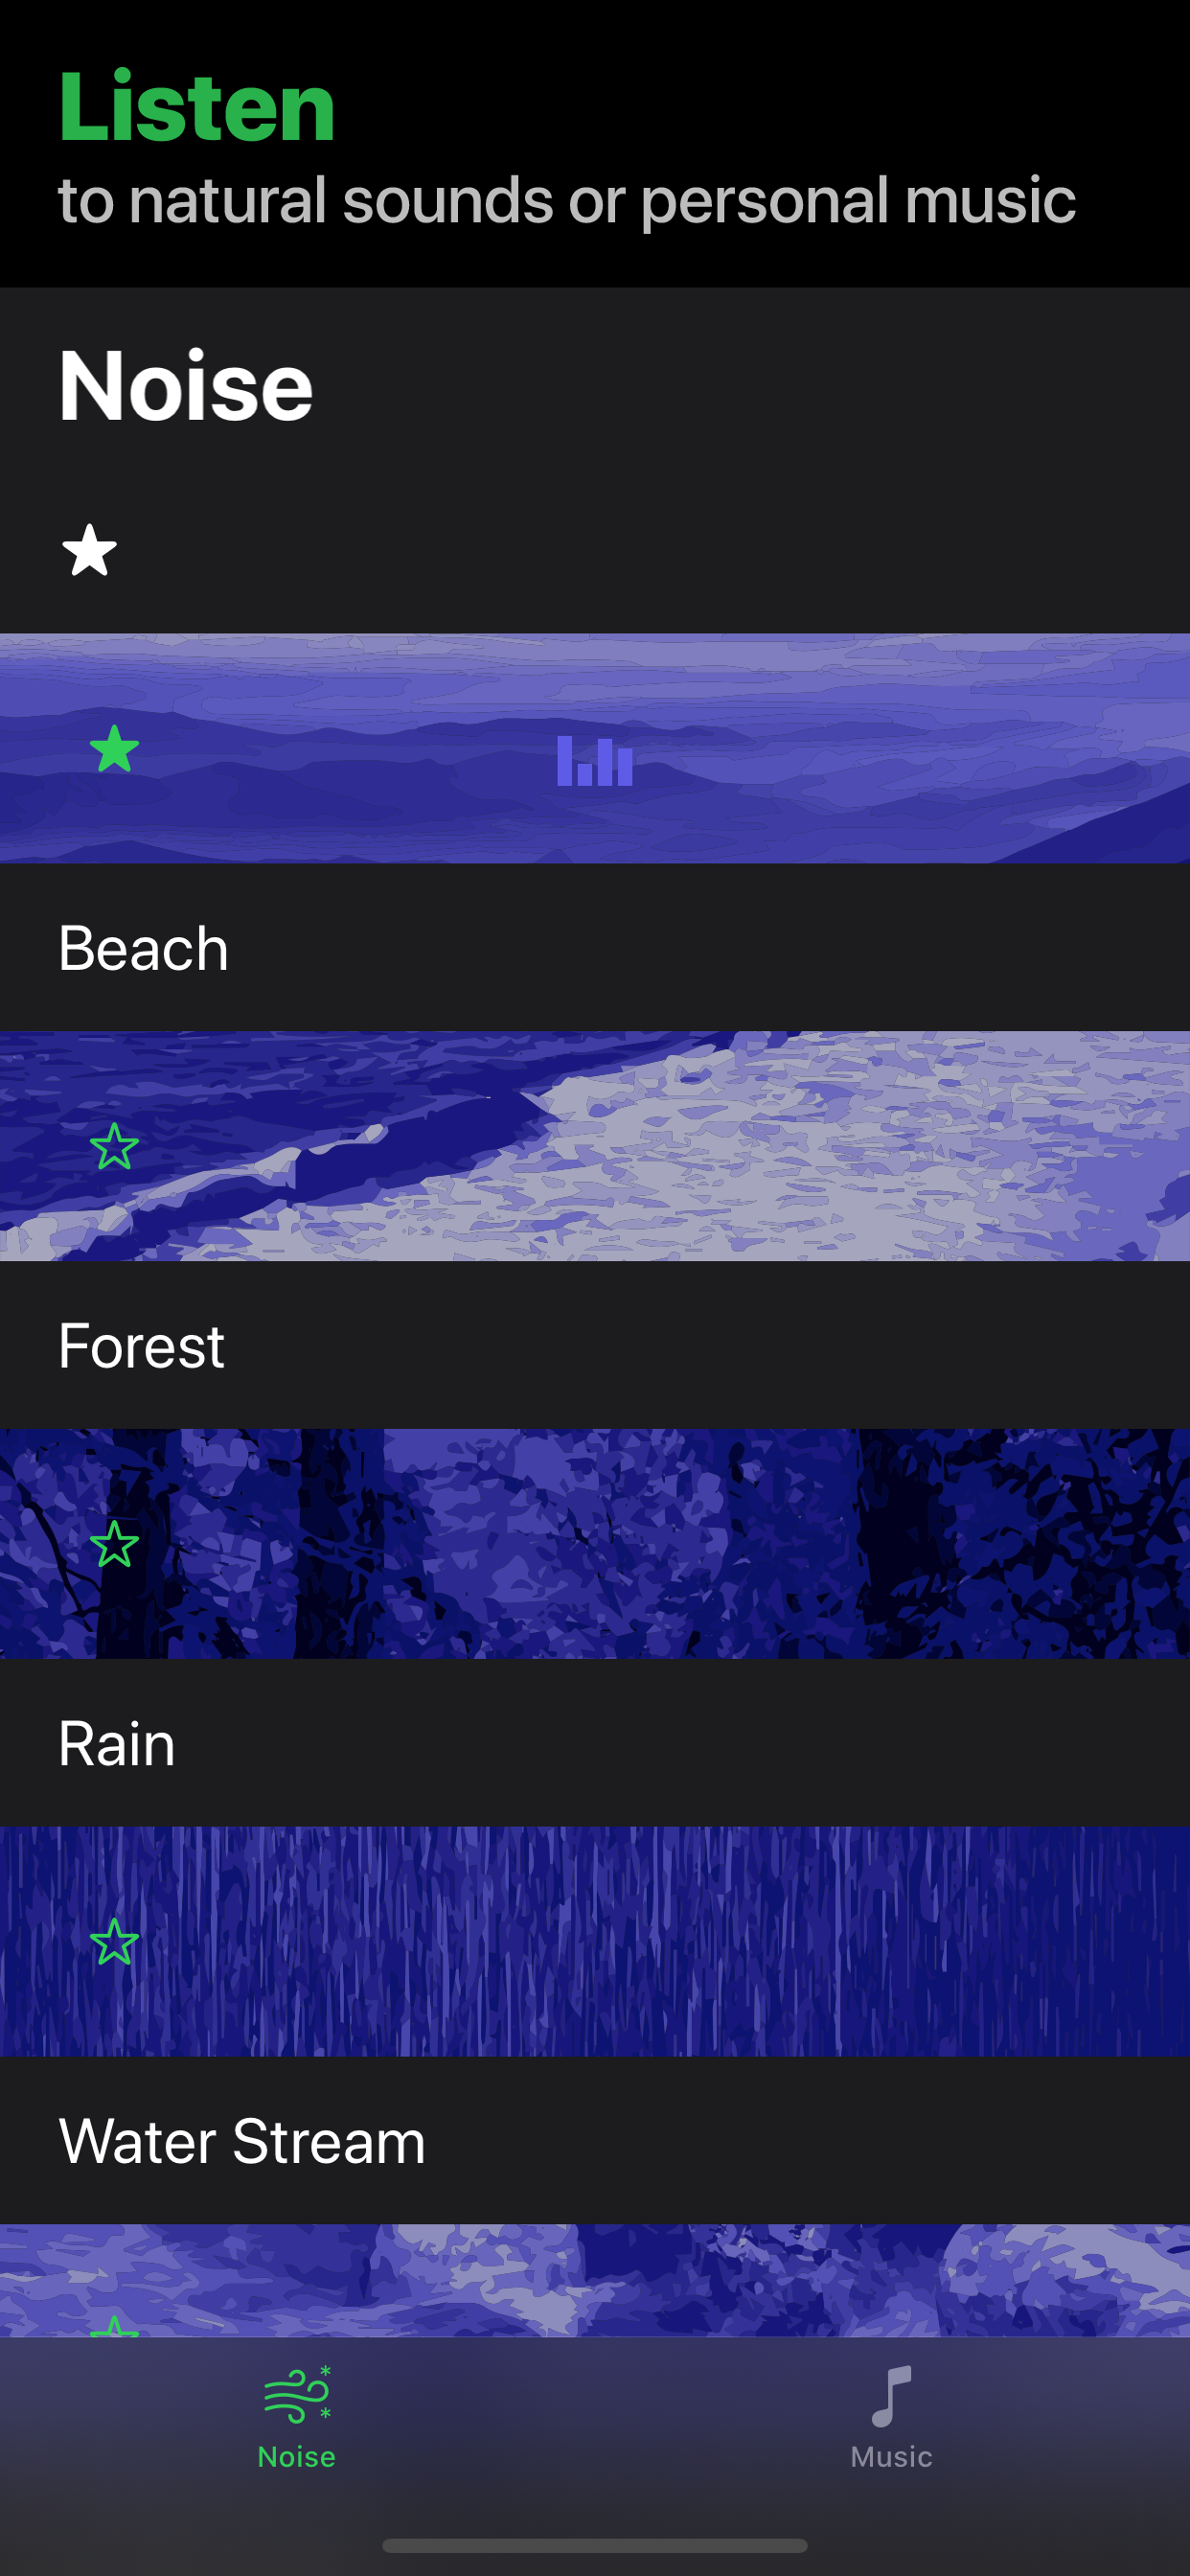 Listen
to natural sounds or personal music
Noise
Beach
Forest
Rain
Water Stream
Noise
Music